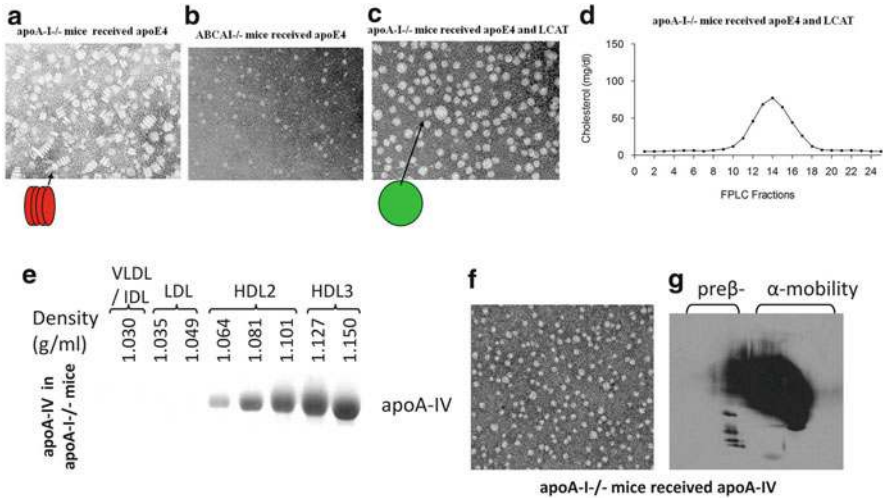 a
apoA-I-/- mice received apoE4
b
ABCAI-/- mice received apoE4
c
apoA-I-/- mice received apoE4 and LCAT
d
apoA-I-/- mice received apoE4 and LCAT
Cholesterol (mg/dl)
150
100
50
0
0 2 4 6 8 10 12 14 16 18 20 22 24
FPLC Fractions
e
VLDL
/ IDL
LDL
HDL2
HDL3
Density
(g/ml)
1.030
1.035
1.049
1.064
1.081
1.101
1.127
1.150
apoA-IV in
apoA-I-/- mice
apoA-IV
f
g
preβ-
α-mobility
apoA-I-/- mice received apoA-IV